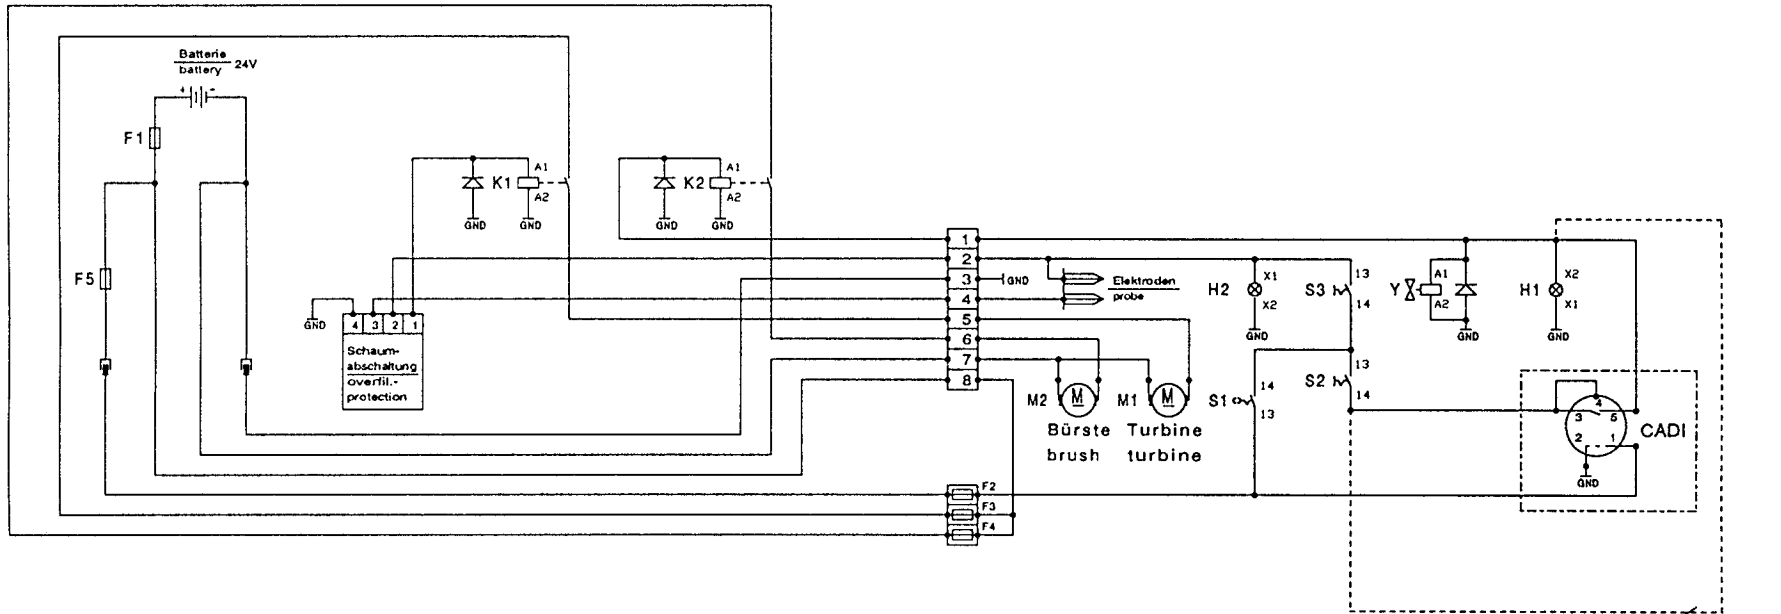 Batterie
battery
24V
+ -
F1
F5
K1
A1
A2
GND
GND
K2
A1
A2
GND
GND
GND
4 3 2 1
Schaum-
abschaltung
overfil.-
protection
1
2
3
4
5
6
7
8
GND
Elektroden
probe
M2
M
M1
M
Bürste Turbine
brush turbine
F2
F3
F4
H2
X1
X2
GND
S3
13
14
S2
13
14
S1
14
13
Y
A1
A2
GND
H1
X2
X1
GND
4
3 5
2 1
GND
CADI